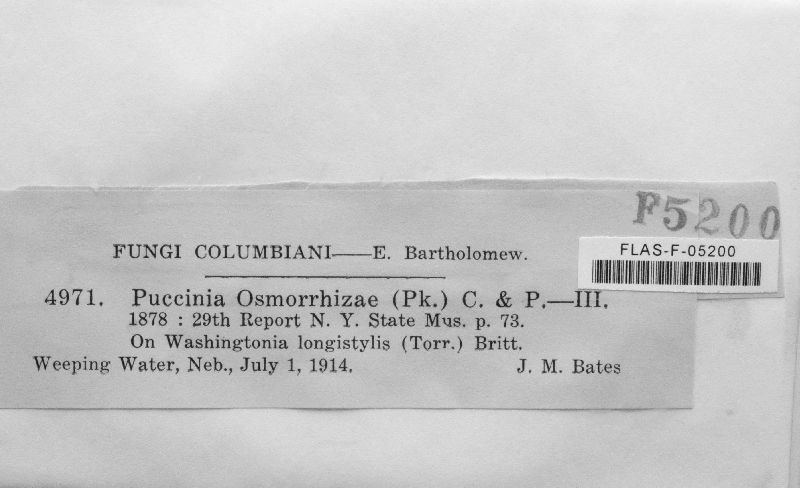 F5200
FLAS-F-05200
FUNGI COLUMBIANI——E. Bartholomew.
4971. Puccinia Osmorrhizae (Pk.) C. & P.—III.
1878 : 29th Report N. Y. State Mus. p. 73.
On Washingtonia longistylis (Torr.) Britt.
Weeping Water, Neb., July 1, 1914. J. M. Bates